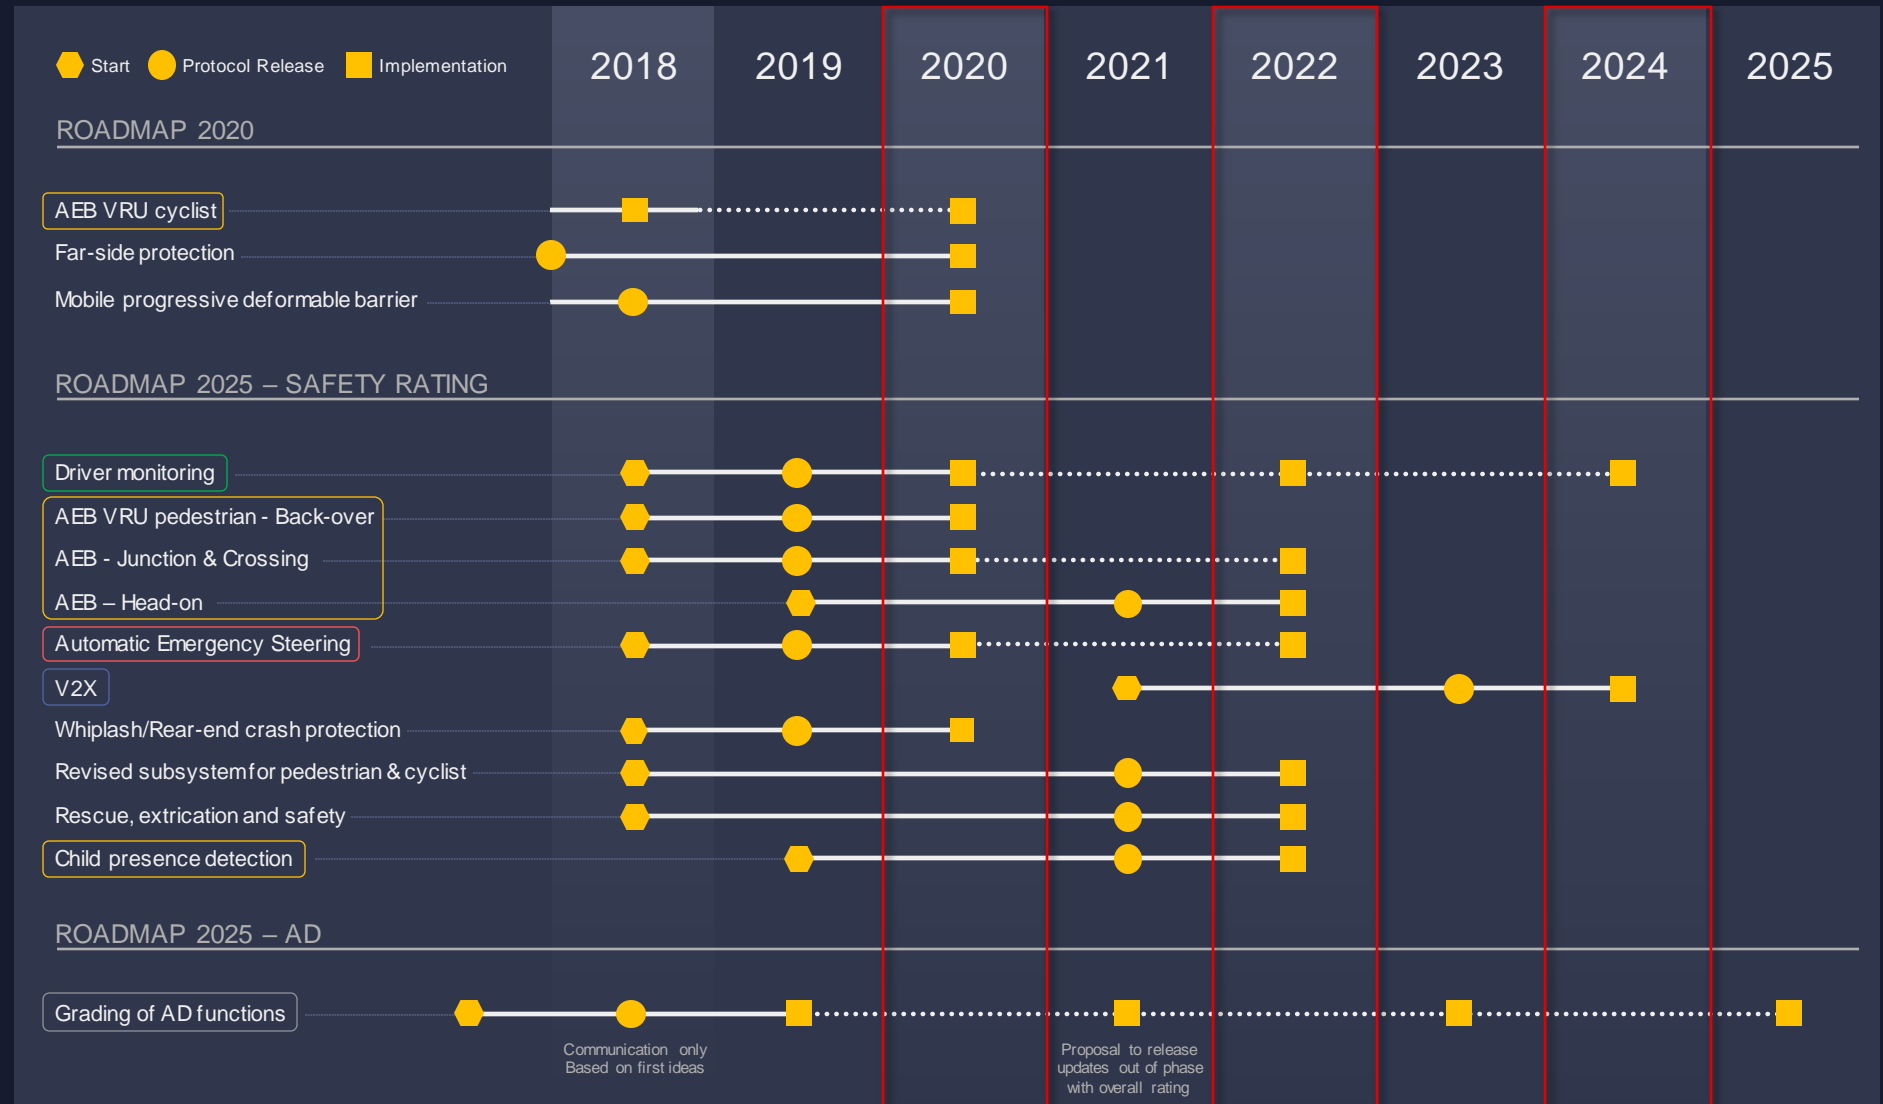 Start Protocol Release Implementation 2018 2019 2020 2021 2022 2023 2024 2025
ROADMAP 2020
AEB VRU cyclist
Far-side protection
Mobile progressive deformable barrier
ROADMAP 2025 – SAFETY RATING
Driver monitoring
AEB VRU pedestrian - Back-over
AEB - Junction & Crossing
AEB – Head-on
Automatic Emergency Steering
V2X
Whiplash/Rear-end crash protection
Revised subsystem for pedestrian & cyclist
Rescue, extrication and safety
Child presence detection
ROADMAP 2025 – AD
Grading of AD functions
Communication only
Based on first ideas
Proposal to release
updates out of phase
with overall rating